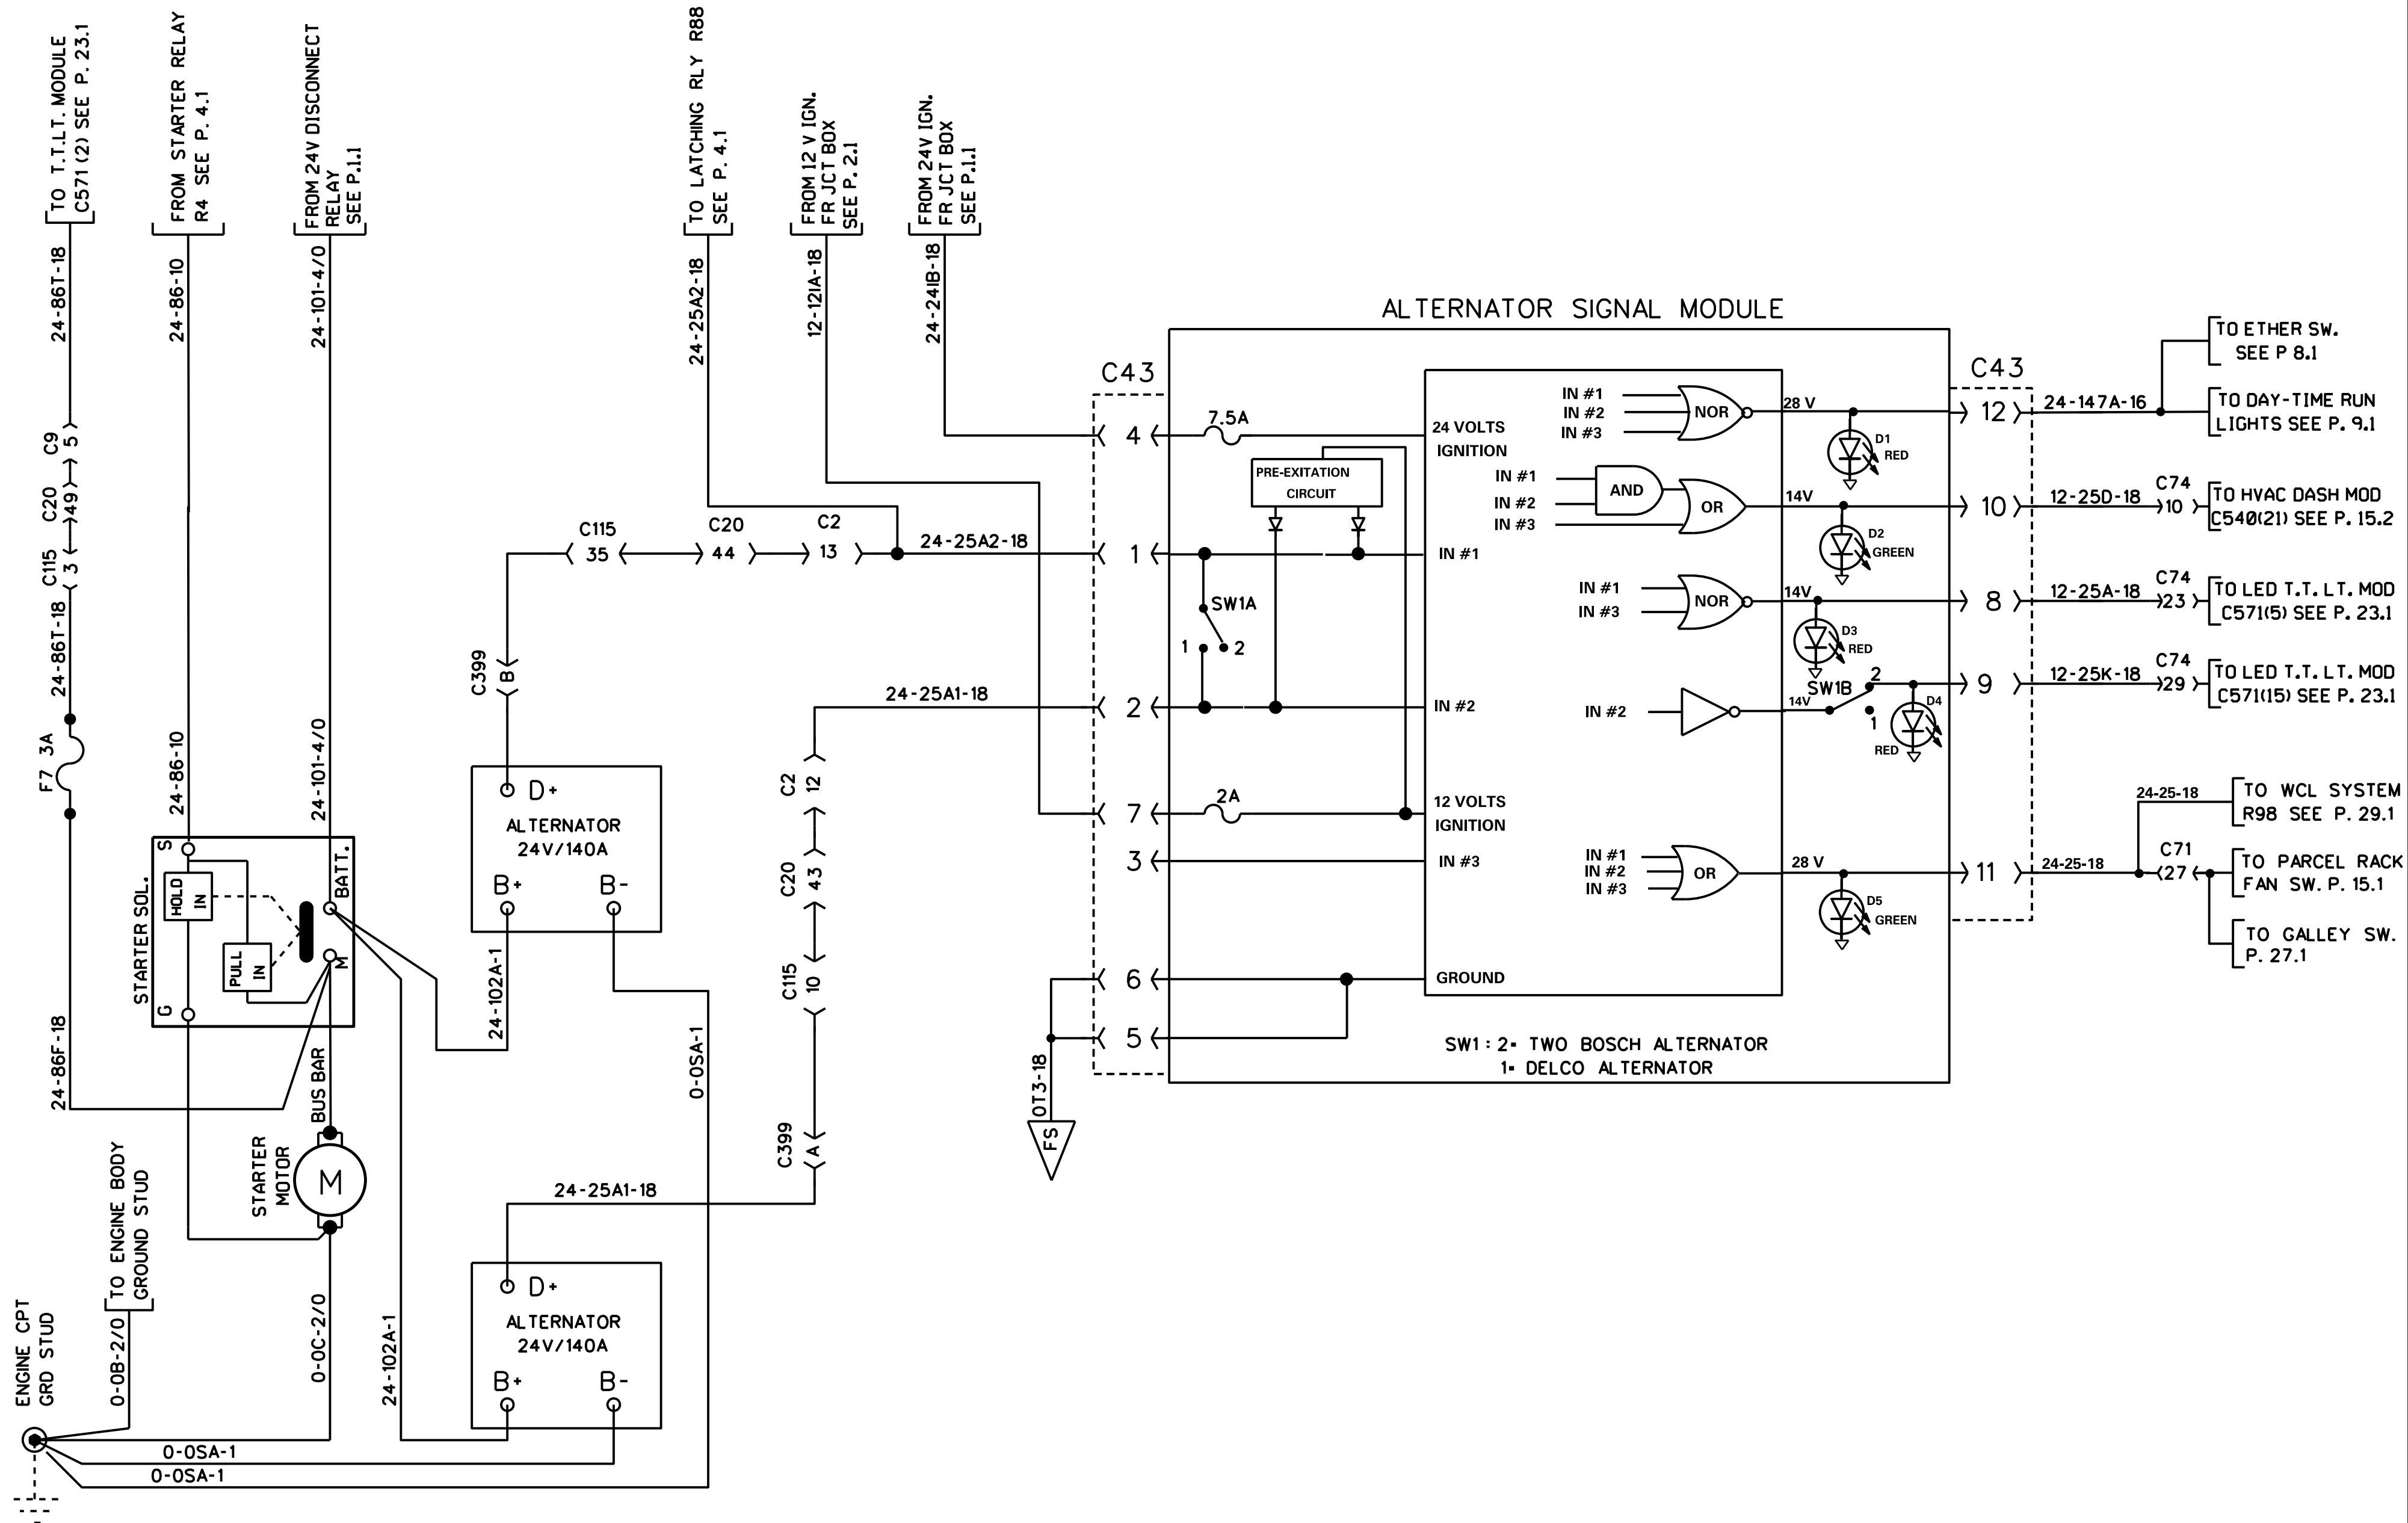 TO T.T.LT. MODULE
C571 (2) SEE P. 23.1
FROM STARTER RELAY
R4 SEE P. 4.1
FROM 24V DISCONNECT
RELAY
SEE P.1.1
TO LATCHING RLY R88
SEE P. 4.1
FROM 12 V IGN.
FR JCT BOX
SEE P. 2.1
FROM 24V IGN.
FR JCT BOX
SEE P.1.1
24-86T-18
24-86-10
24-101-4/0
24-25A2-18
12-12IA-18
24-24IB-18
C9
5
C20
49
C115
3
24-86T-18
F7 3A
24-86-10
24-101-4/0
24-86F-18
STARTER SOL.
S
HOLD
IN
PULL
IN
BATT.
M
G
BUS BAR
STARTER
MOTOR
M
TO ENGINE BODY
GROUND STUD
ENGINE CPT
GRD STUD
0-0B-2/0
0-0C-2/0
24-102A-1
0-0SA-1
0-0SA-1
C115
35
C20
44
C2
13
24-25A2-18
C399
B
D+
ALTERNATOR
24V/140A
B+
B-
24-102A-1
0-0SA-1
24-25A1-18
C2
12
C20
43
C115
10
C399
A
24-25A1-18
D+
ALTERNATOR
24V/140A
B+
B-
ALTERNATOR SIGNAL MODULE
C43
4
1
2
7
3
6
5
0T3-18
FS
7.5A
PRE-EXITATION
CIRCUIT
SW1A
1
2
2A
24 VOLTS
IGNITION
IN #1
IN #2
12 VOLTS
IGNITION
IN #3
GROUND
IN #1
IN #2
IN #3
NOR
28 V
D1
RED
IN #1
IN #2
IN #3
AND
OR
14V
D2
GREEN
IN #1
IN #3
NOR
14V
D3
RED
IN #2
14V
SW1B
2
1
D4
RED
IN #1
IN #2
IN #3
OR
28 V
D5
GREEN
SW1 : 2= TWO BOSCH ALTERNATOR
1= DELCO ALTERNATOR
C43
12
10
8
9
11
24-147A-16
TO ETHER SW.
SEE P 8.1
TO DAY-TIME RUN
LIGHTS SEE P. 9.1
12-25D-18
C74
10
TO HVAC DASH MOD
C540(21) SEE P. 15.2
12-25A-18
C74
23
TO LED T.T. LT. MOD
C571(5) SEE P. 23.1
12-25K-18
C74
29
TO LED T.T. LT. MOD
C571(15) SEE P. 23.1
24-25-18
TO WCL SYSTEM
R98 SEE P. 29.1
24-25-18
C71
27
TO PARCEL RACK
FAN SW. P. 15.1
TO GALLEY SW.
P. 27.1